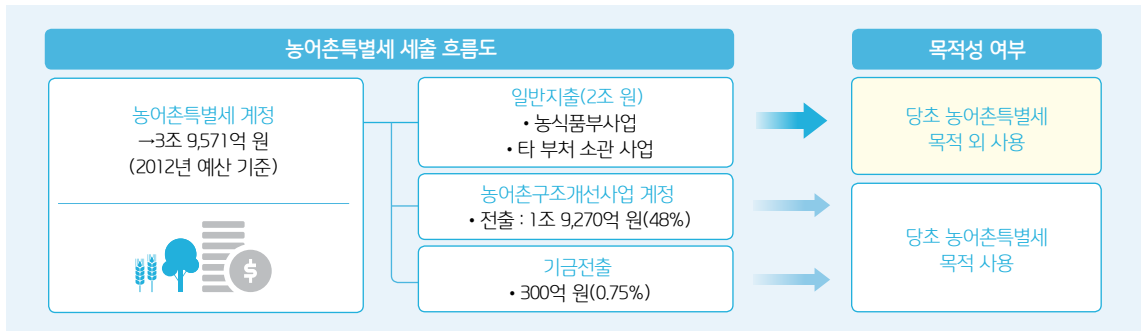 농어촌특별세 세출 흐름도
목적성 여부
농어촌특별세 계정
→3조 9,571억 원
(2012년 예산 기준)
$
일반지출(2조 원)
• 농식품부사업
• 타 부처 소관 사업
당초 농어촌특별세
목적 외 사용
농어촌구조개선사업 계정
• 전출 : 1조 9,270억 원(48%)
기금전출
• 300억 원(0.75%)
당초 농어촌특별세
목적 사용